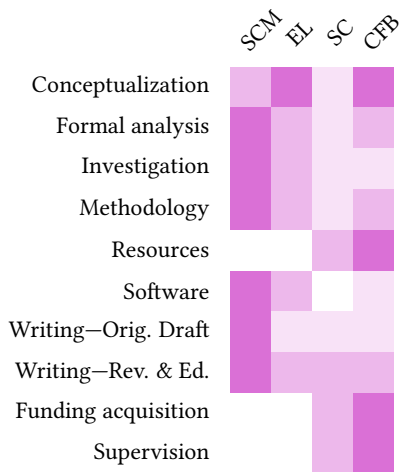 SCM EL SC CFB
Conceptualization
Formal analysis
Investigation
Methodology
Resources
Software
Writing—Orig. Draft
Writing—Rev. & Ed.
Funding acquisition
Supervision